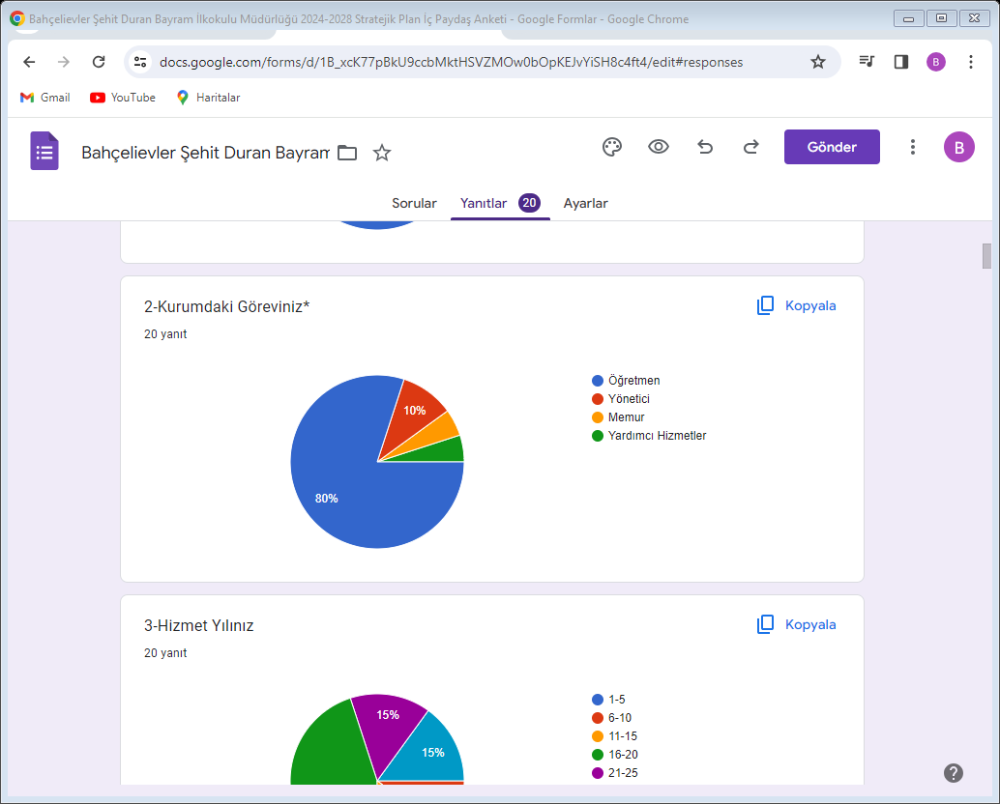 Bahçelievler Şehit Duran Bayram İlkokulu Müdürlüğü 2024-2028 Stratejik Plan İç Paydaş Anketi - Google Formlar - Google Chrome
docs.google.com/forms/d/1B_xcK77pBkU9ccbMktHSVZMOw0bOpKEJvYiSH8c4ft4/edit#responses
B
Gmail
YouTube
Haritalar
Bahçelievler Şehit Duran Bayram
Gönder
B
Sorular
Yanıtlar 20
Ayarlar
2-Kurumdaki Göreviniz*
Kopyala
20 yanıt
Öğretmen
Yönetici
Memur
Yardımcı Hizmetler
10%
80%
3-Hizmet Yılınız
Kopyala
20 yanıt
1-5
6-10
11-15
16-20
21-25
15%
15%